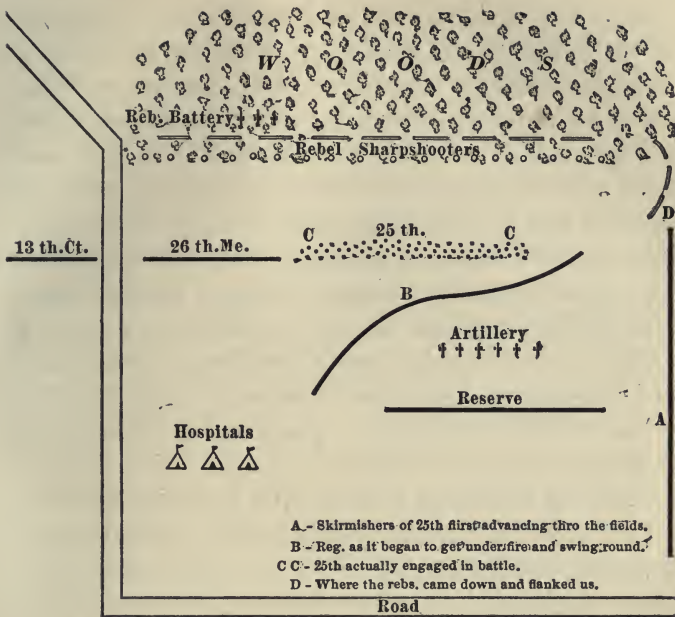 WOODS
Reb. Battery
Rebel Sharpshooters
D
13 th. Ct.
26 th. Me.
C
25 th.
C
B
Artillery
Reserve
A
Hospitals
A - Skirmishers of 25th first advancing thro the fields.
B - Reg. as it began to get under fire and swing round.
C C - 25th actually engaged in battle.
D - Where the rebs. came down and flanked us.
Road